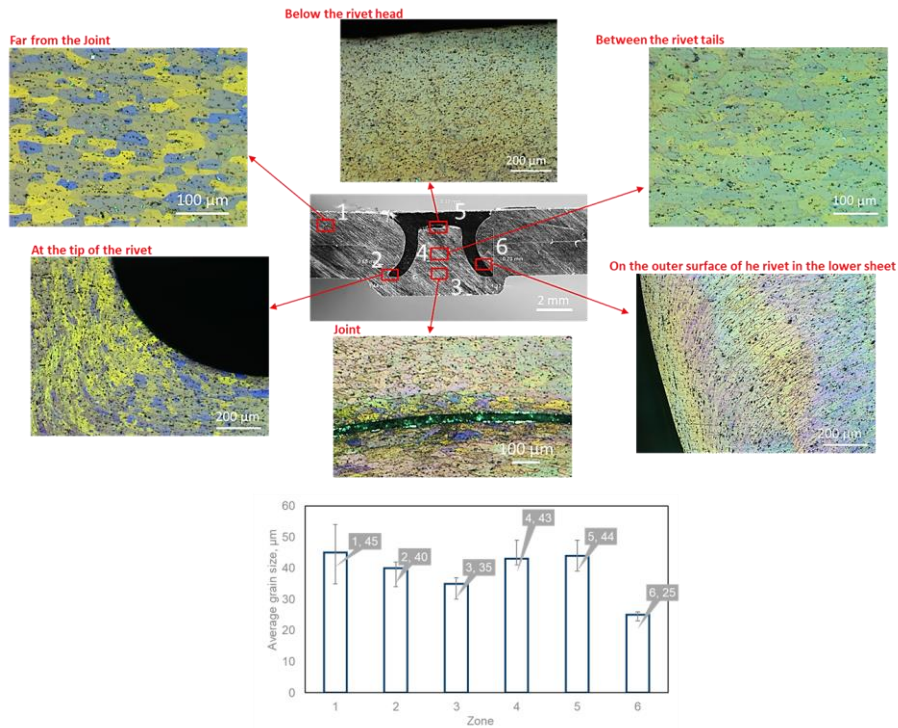 Below the rivet head
Far from the Joint
Between the rivet tails
100 µm
200 µm
100 µm
1
5
4
6
2
3
2 mm
At the tip of the rivet
On the outer surface of he rivet in the lower sheet
Joint
200 µm
100 µm
200 µm
60
50
40
30
20
10
0
Average grain size, µm
1, 45
2, 40
3, 35
4, 43
5, 44
6, 25
1 2 3 4 5 6
Zone